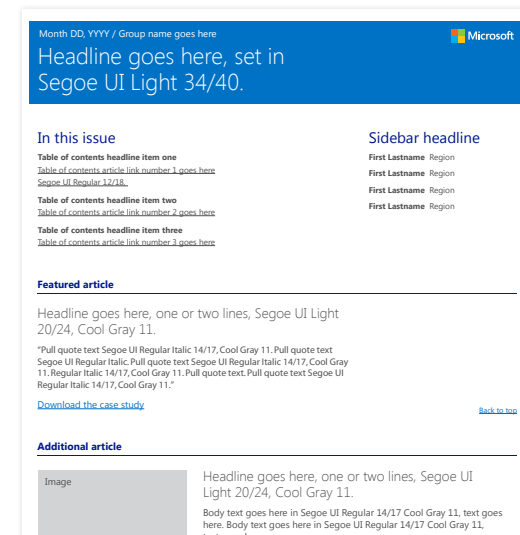 Month DD, YYYY / Group name goes here
Microsoft
Headline goes here, set in
Segoe UI Light 34/40.
In this issue
Table of contents headline item one
Table of contents article link number 1 goes here
Segoe UI Regular 12/18.
Table of contents headline item two
Table of contents article link number 2 goes here
Table of contents headline item three
Table of contents article link number 3 goes here
Sidebar headline
First Lastname Region
First Lastname Region
First Lastname Region
First Lastname Region
Featured article
Headline goes here, one or two lines, Segoe UI Light
20/24, Cool Gray 11.
"Pull quote text Segoe UI Regular Italic 14/17, Cool Gray 11. Pull quote text
Segoe UI Regular Italic. Pull quote text Segoe UI Regular Italic 14/17, Cool Gray
11. Regular Italic 14/17, Cool Gray 11. Pull quote text. Pull quote text Segoe UI
Regular Italic 14/17, Cool Gray 11."
Download the case study
Back to top
Additional article
Image
Headline goes here, one or two lines, Segoe UI
Light 20/24, Cool Gray 11.
Body text goes here in Segoe UI Regular 14/17 Cool Gray 11, text goes
here. Body text goes here in Segoe UI Regular 14/17 Cool Gray 11,